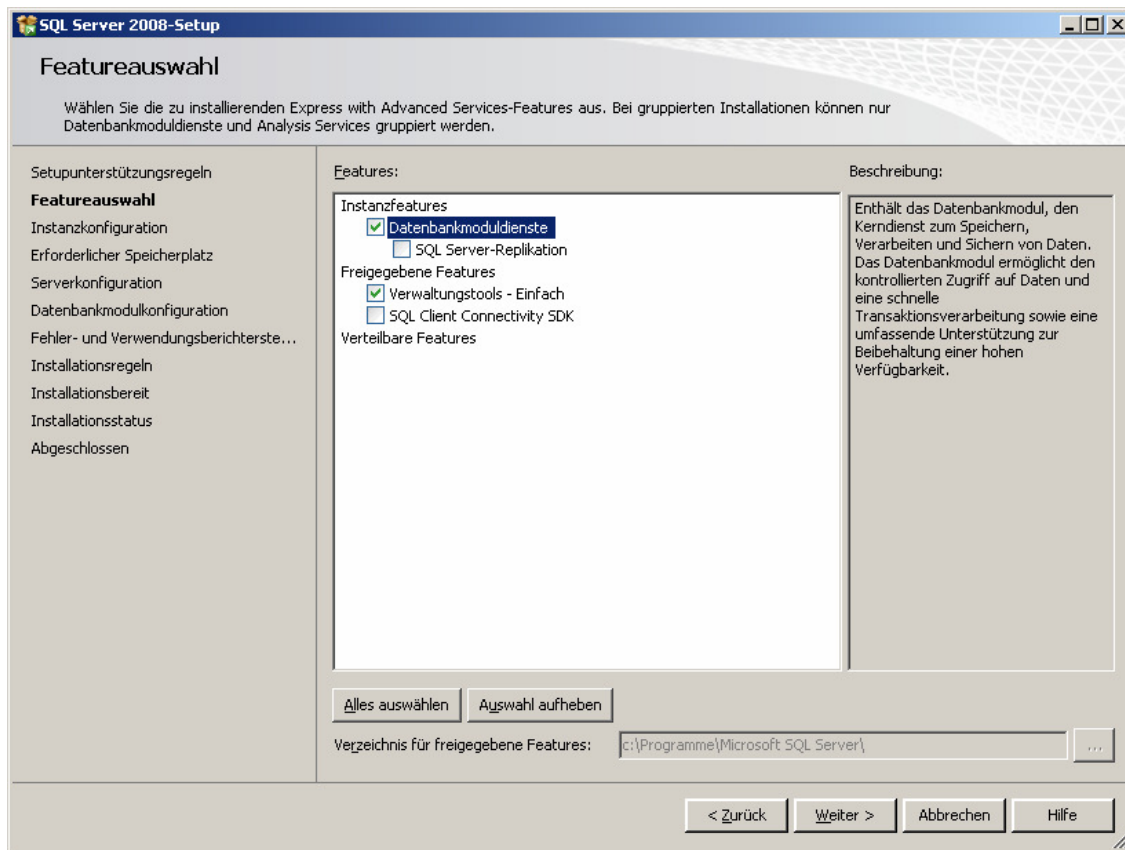 SQL Server 2008-Setup
Featureauswahl
Wählen Sie die zu installierenden Express with Advanced Services-Features aus. Bei gruppierten Installationen können nur
Datenbankmoduldienste und Analysis Services gruppiert werden.
Setupunterstützungsregeln
Featureauswahl
Instanzkonfiguration
Erforderlicher Speicherplatz
Serverkonfiguration
Datenbankmodulkonfiguration
Fehler- und Verwendungsberichterste...
Installationsregeln
Installationsbereit
Installationsstatus
Abgeschlossen
Features:
Instanzfeatures
Datenbankmoduldienste
SQL Server-Replikation
Freigegebene Features
Verwaltungstools - Einfach
SQL Client Connectivity SDK
Verteilbare Features
Beschreibung:
Enthält das Datenbankmodul, den
Kerndienst zum Speichern,
Verarbeiten und Sichern von Daten.
Das Datenbankmodul ermöglicht den
kontrollierten Zugriff auf Daten und
eine schnelle
Transaktionsverarbeitung sowie eine
umfassende Unterstützung zur
Beibehaltung einer hohen
Verfügbarkeit.
Alles auswählen
Auswahl aufheben
Verzeichnis für freigegebene Features:
c:\Programme\Microsoft SQL Server\
...
< Zurück
Weiter >
Abbrechen
Hilfe